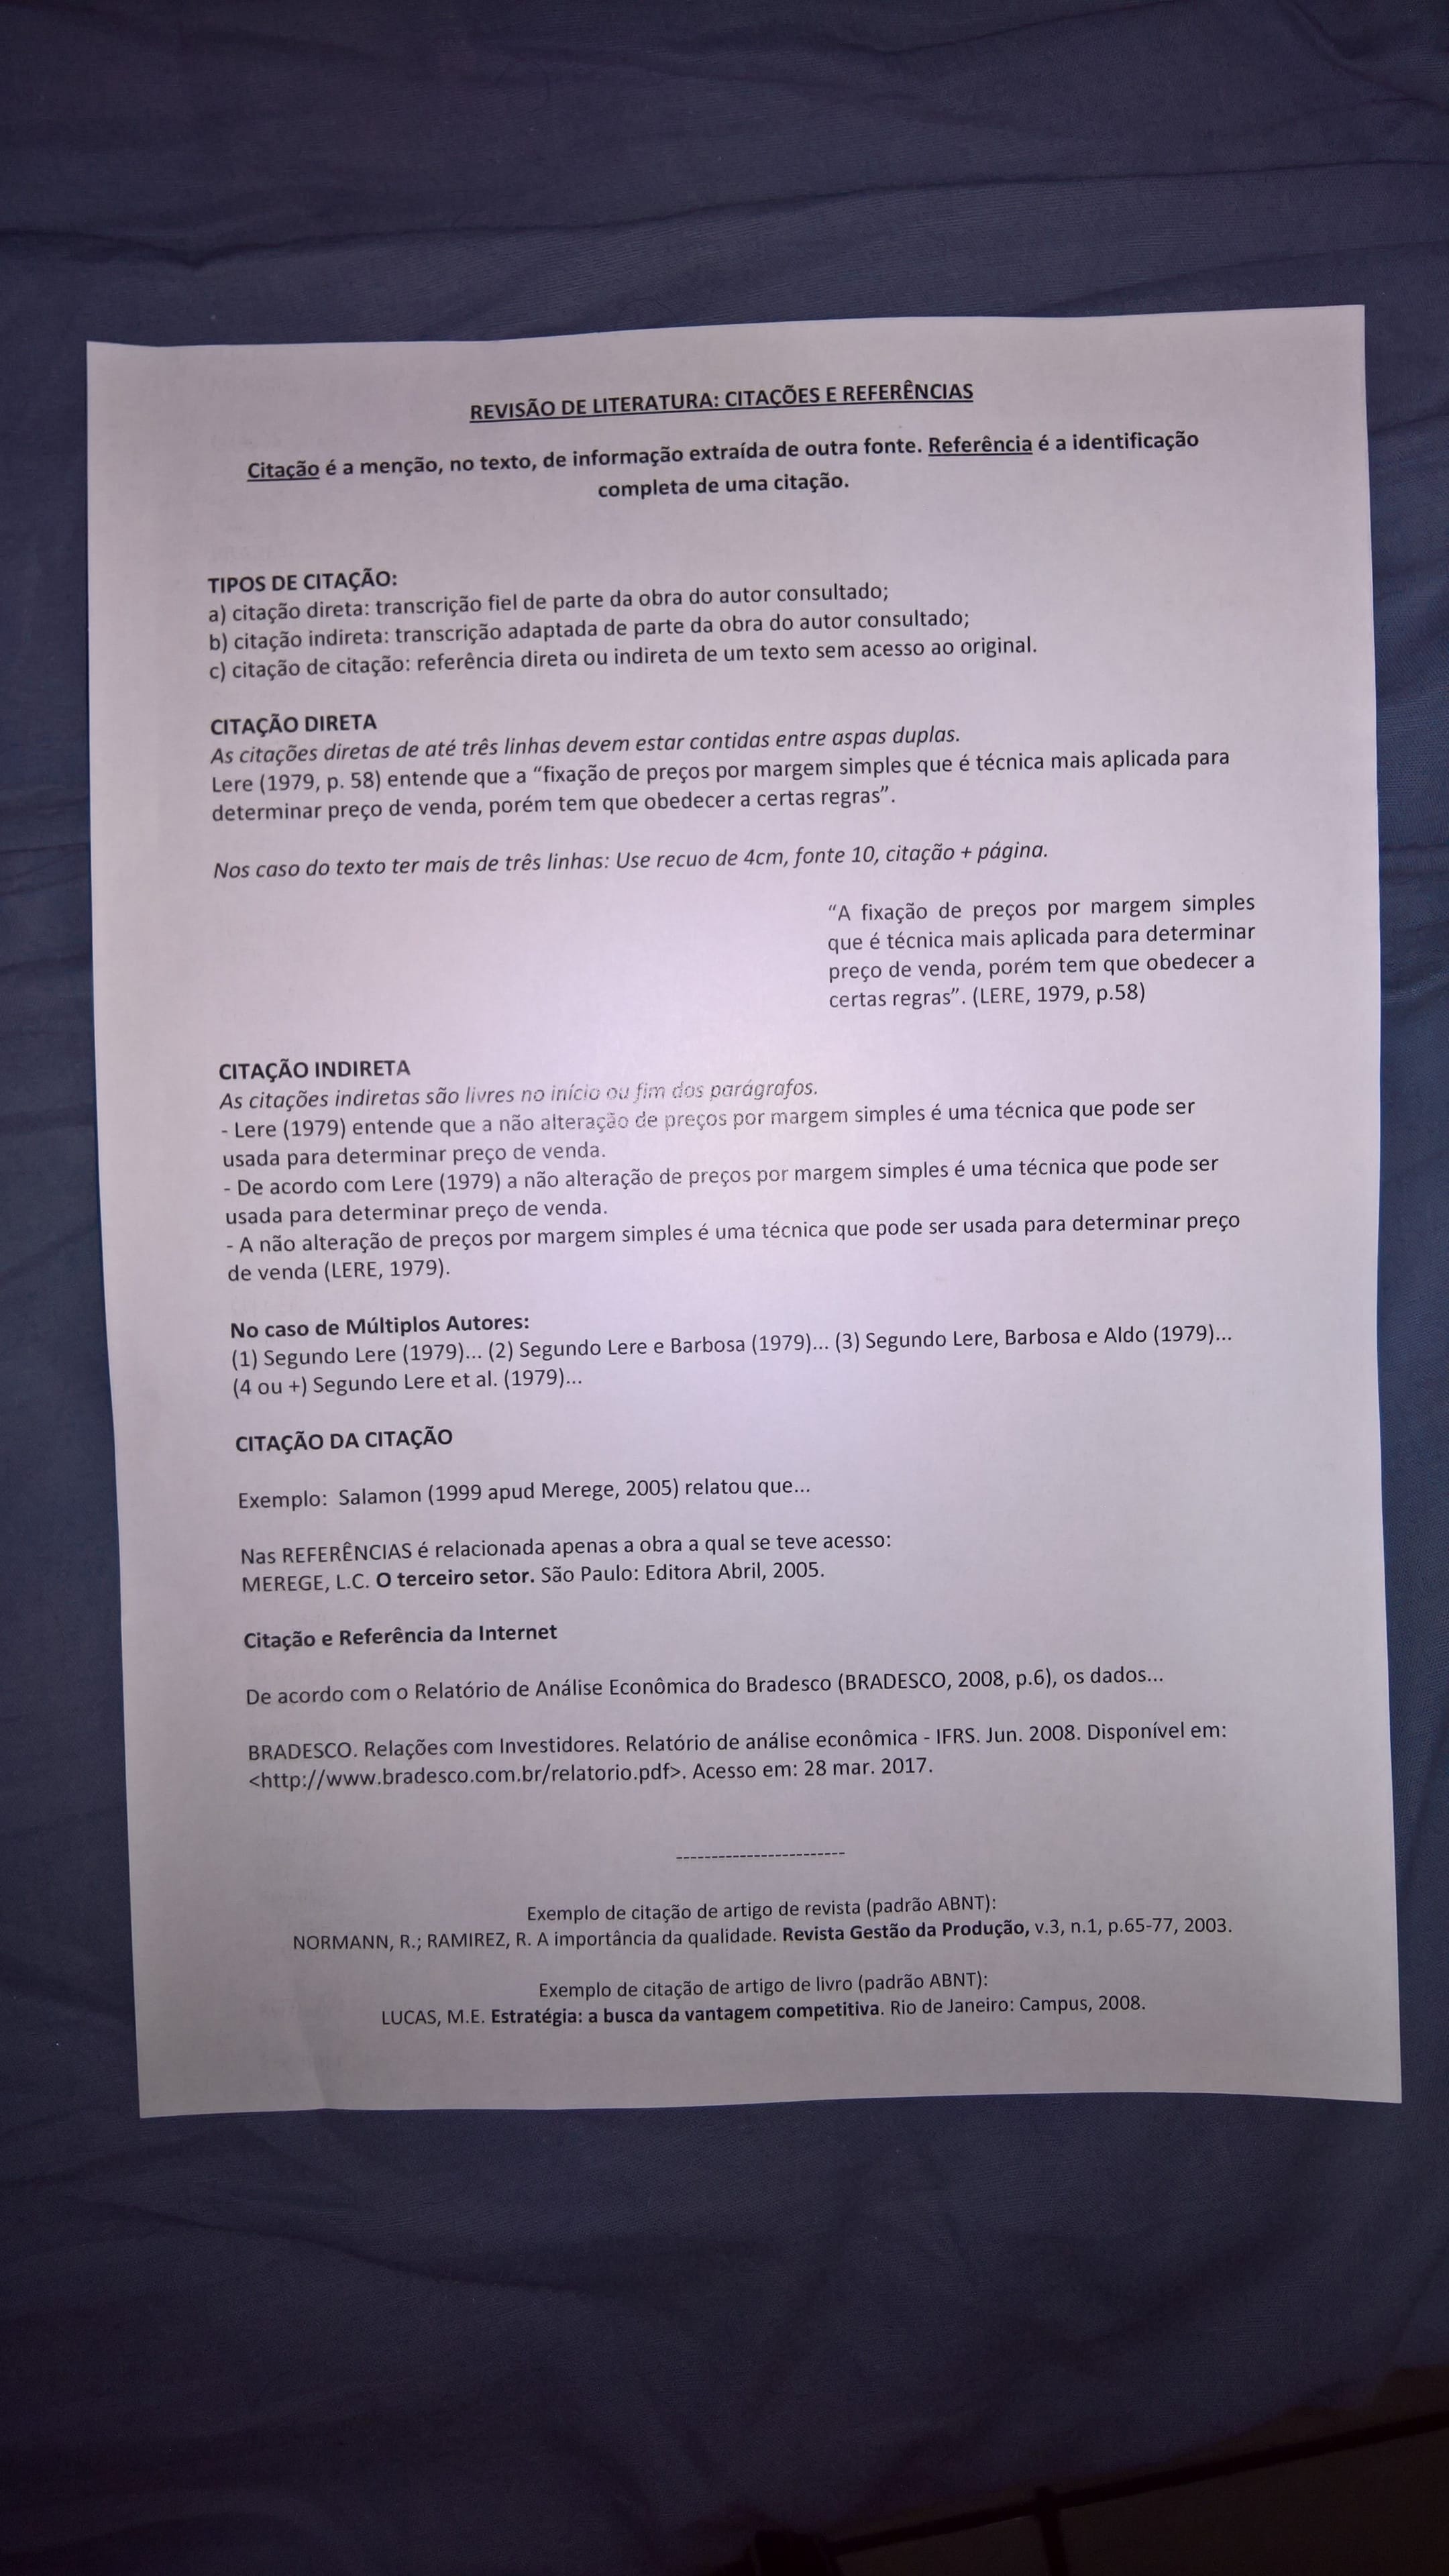 REVISÃO DE LITERATURA: CITAÇÕES E REFERÊNCIAS
Citação é a menção, no texto, de informação extraída de outra fonte. Referência é a identificação
completa de uma citação.
TIPOS DE CITAÇÃO:
a) citação direta: transcrição fiel de parte da obra do autor consultado;
b) citação indireta: transcrição adaptada de parte da obra do autor consultado;
c) citação de citação: referência direta ou indireta de um texto sem acesso ao original.
CITAÇÃO DIRETA
As citações diretas de até três linhas devem estar contidas entre aspas duplas.
Lere (1979, p. 58) entende que a “fixação de preços por margem simples que é técnica mais aplicada para
determinar preço de venda, porém tem que obedecer a certas regras”.
Nos caso do texto ter mais de três linhas: Use recuo de 4cm, fonte 10, citação + página.
“A fixação de preços por margem simples
que é técnica mais aplicada para determinar
preço de venda, porém tem que obedecer a
certas regras”. (LERE, 1979, p.58)
CITAÇÃO INDIRETA
As citações indiretas são livres no início ou fim dos parágrafos.
- Lere (1979) entende que a não alteração de preços por margem simples é uma técnica que pode ser
usada para determinar preço de venda.
- De acordo com Lere (1979) a não alteração de preços por margem simples é uma técnica que pode ser
usada para determinar preço de venda.
- A não alteração de preços por margem simples é uma técnica que pode ser usada para determinar preço
de venda (LERE, 1979).
No caso de Múltiplos Autores:
(1) Segundo Lere (1979)... (2) Segundo Lere e Barbosa (1979)... (3) Segundo Lere, Barbosa e Aldo (1979)...
(4 ou +) Segundo Lere et al. (1979)...
CITAÇÃO DA CITAÇÃO
Exemplo: Salamon (1999 apud Merege, 2005) relatou que...
Nas REFERÊNCIAS é relacionada apenas a obra a qual se teve acesso:
MEREGE, L.C. O terceiro setor. São Paulo: Editora Abril, 2005.
Citação e Referência da Internet
De acordo com o Relatório de Análise Econômica do Bradesco (BRADESCO, 2008, p.6), os dados...
BRADESCO. Relações com Investidores. Relatório de análise econômica - IFRS. Jun. 2008. Disponível em:
<http://www.bradesco.com.br/relatorio.pdf>. Acesso em: 28 mar. 2017.
------------------------
Exemplo de citação de artigo de revista (padrão ABNT):
NORMANN, R.; RAMIREZ, R. A importância da qualidade. Revista Gestão da Produção, v.3, n.1, p.65-77, 2003.
Exemplo de citação de artigo de livro (padrão ABNT):
LUCAS, M.E. Estratégia: a busca da vantagem competitiva. Rio de Janeiro: Campus, 2008.